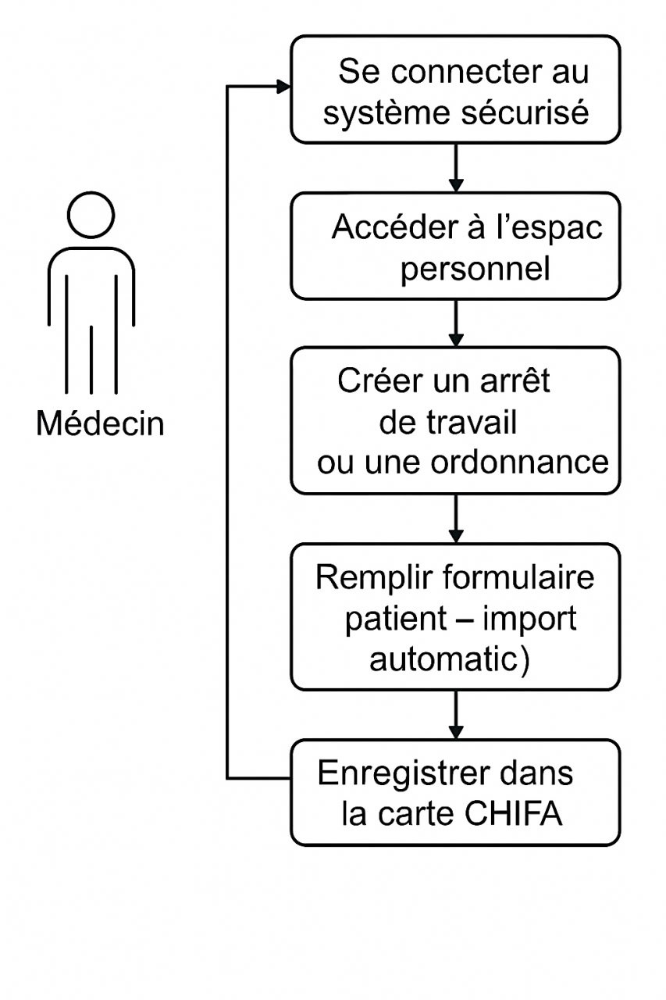 Se connecter au
système sécurisé
Accéder à l’espac
personnel
Médecin
Créer un arrêt
de travail
ou une ordonnance
Remplir formulaire
patient – import
automatic)
Enregistrer dans
la carte CHIFA